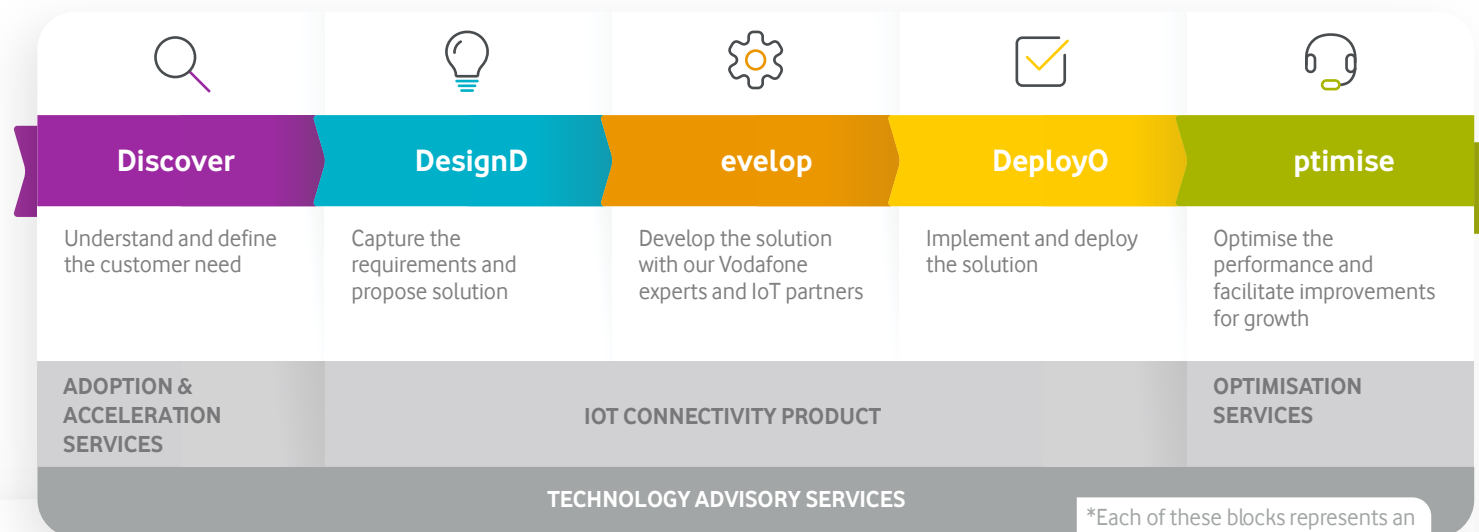 Discover
DesignD
evelop
DeployO
ptimise
Understand and define
the customer need
Capture the
requirements and
propose solution
Develop the solution
with our Vodafone
experts and IoT partners
Implement and deploy
the solution
Optimise the
performance and
facilitate improvements
for growth
ADOPTION &
ACCELERATION
SERVICES
IOT CONNECTIVITY PRODUCT
OPTIMISATION
SERVICES
TECHNOLOGY ADVISORY SERVICES
*Each of these blocks represents an